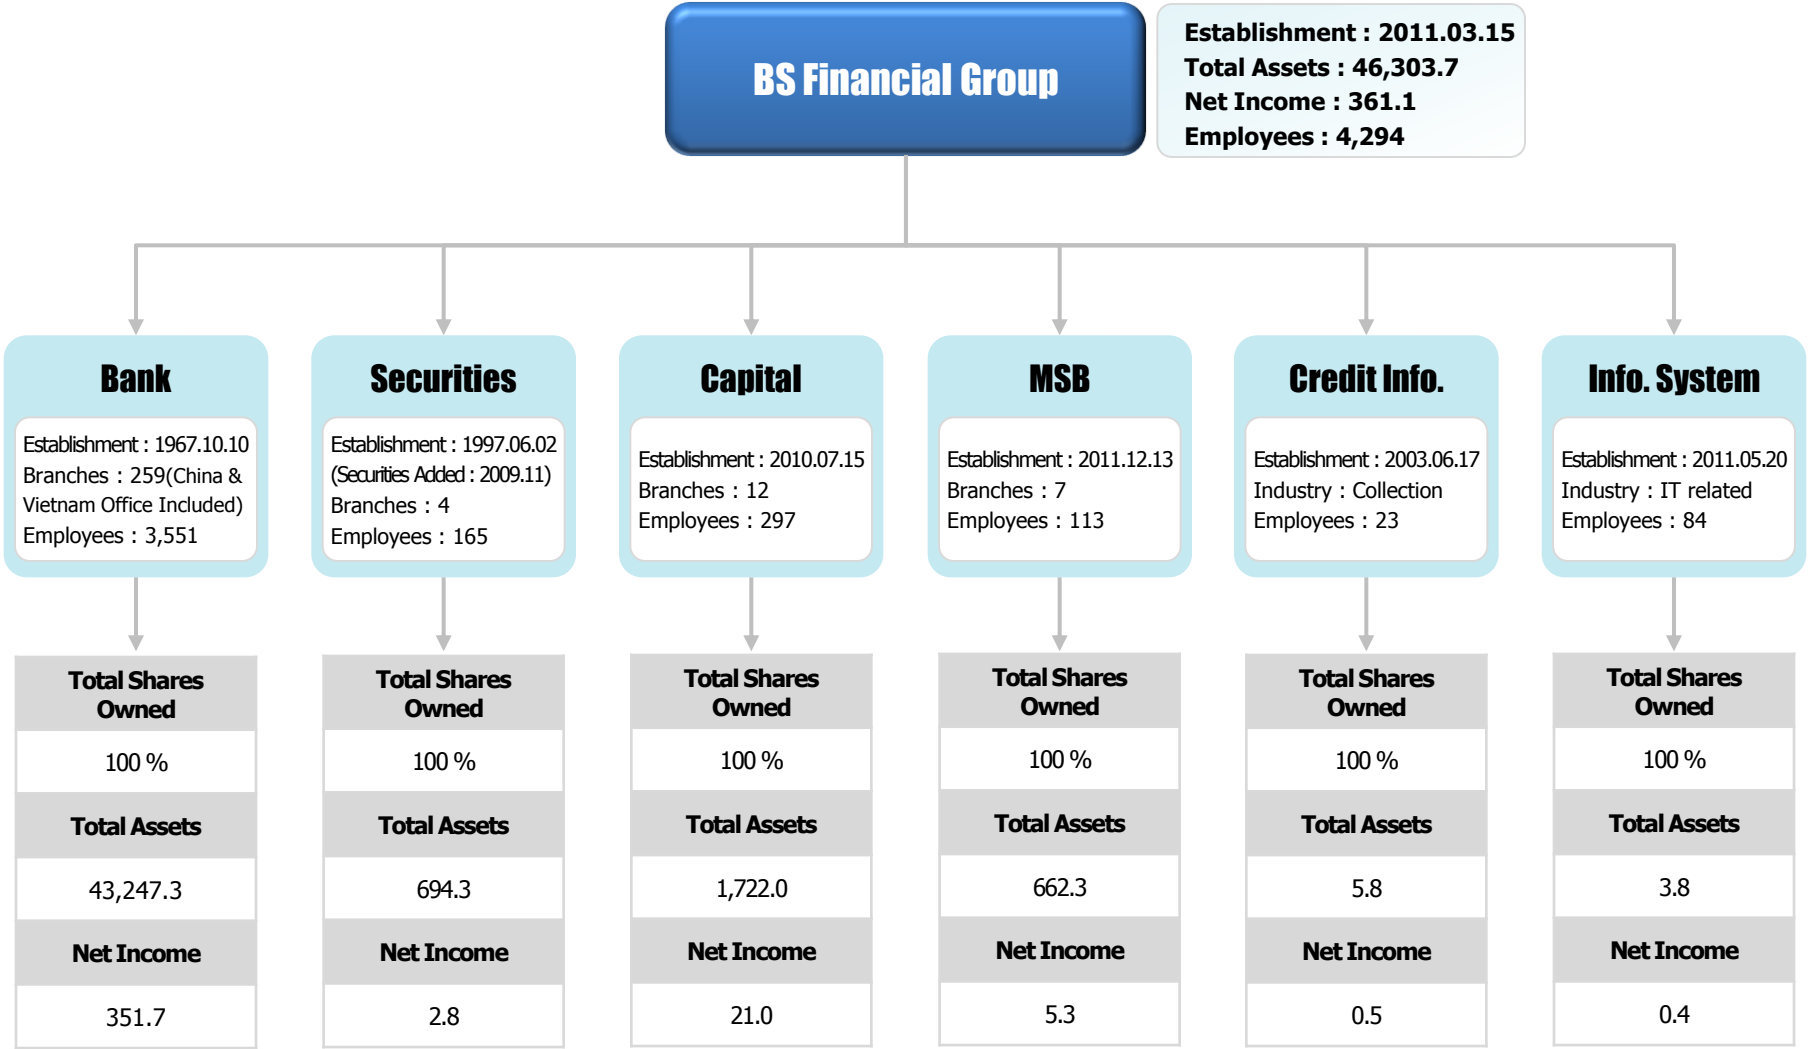 BS Financial Group
Establishment : 2011.03.15
Total Assets : 46,303.7
Net Income : 361.1
Employees : 4,294
Bank
Establishment : 1967.10.10
Branches : 259(China &
Vietnam Office Included)
Employees : 3,551
Securities
Establishment : 1997.06.02
(Securities Added : 2009.11)
Branches : 4
Employees : 165
Capital
Establishment : 2010.07.15
Branches : 12
Employees : 297
MSB
Establishment : 2011.12.13
Branches : 7
Employees : 113
Credit Info.
Establishment : 2003.06.17
Industry : Collection
Employees : 23
Info. System
Establishment : 2011.05.20
Industry : IT related
Employees : 84
Total Shares
Owned
100 %
Total Assets
43,247.3
Net Income
351.7
Total Shares
Owned
100 %
Total Assets
694.3
Net Income
2.8
Total Shares
Owned
100 %
Total Assets
1,722.0
Net Income
21.0
Total Shares
Owned
100 %
Total Assets
662.3
Net Income
5.3
Total Shares
Owned
100 %
Total Assets
5.8
Net Income
0.5
Total Shares
Owned
100 %
Total Assets
3.8
Net Income
0.4